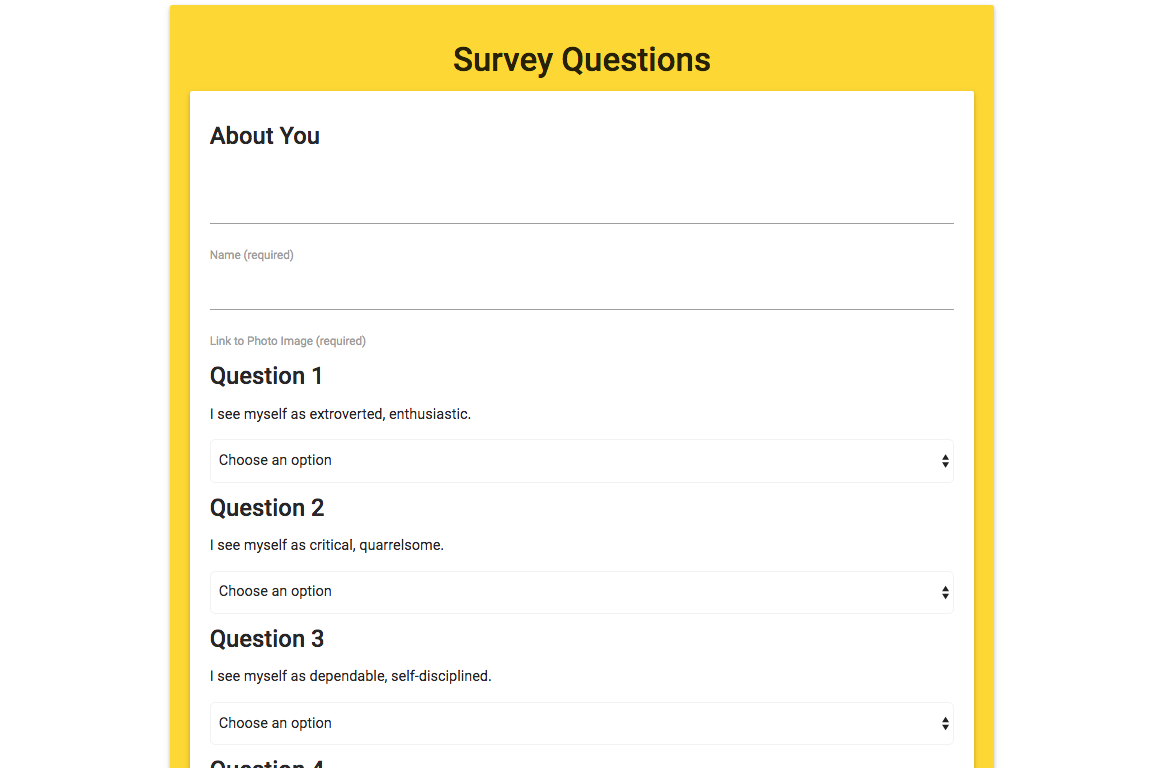 Survey Questions
About You
Name (required)
Link to Photo Image (required)
Question 1
I see myself as extroverted, enthusiastic.
Choose an option
Question 2
I see myself as critical, quarrelsome.
Choose an option
Question 3
I see myself as dependable, self-disciplined.
Choose an option
Question 4